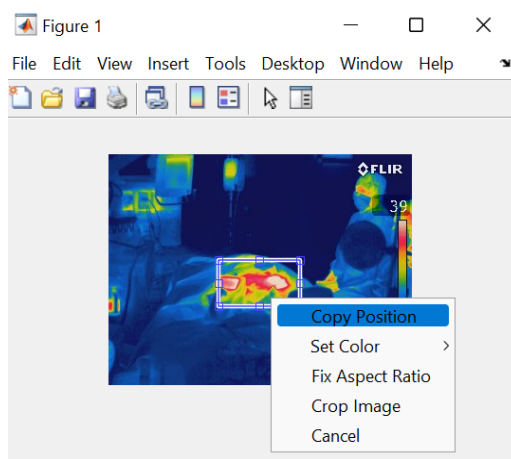 Figure 1
File Edit View Insert Tools Desktop Window Help
FLIR
39
Copy Position
Set Color
Fix Aspect Ratio
Crop Image
Cancel